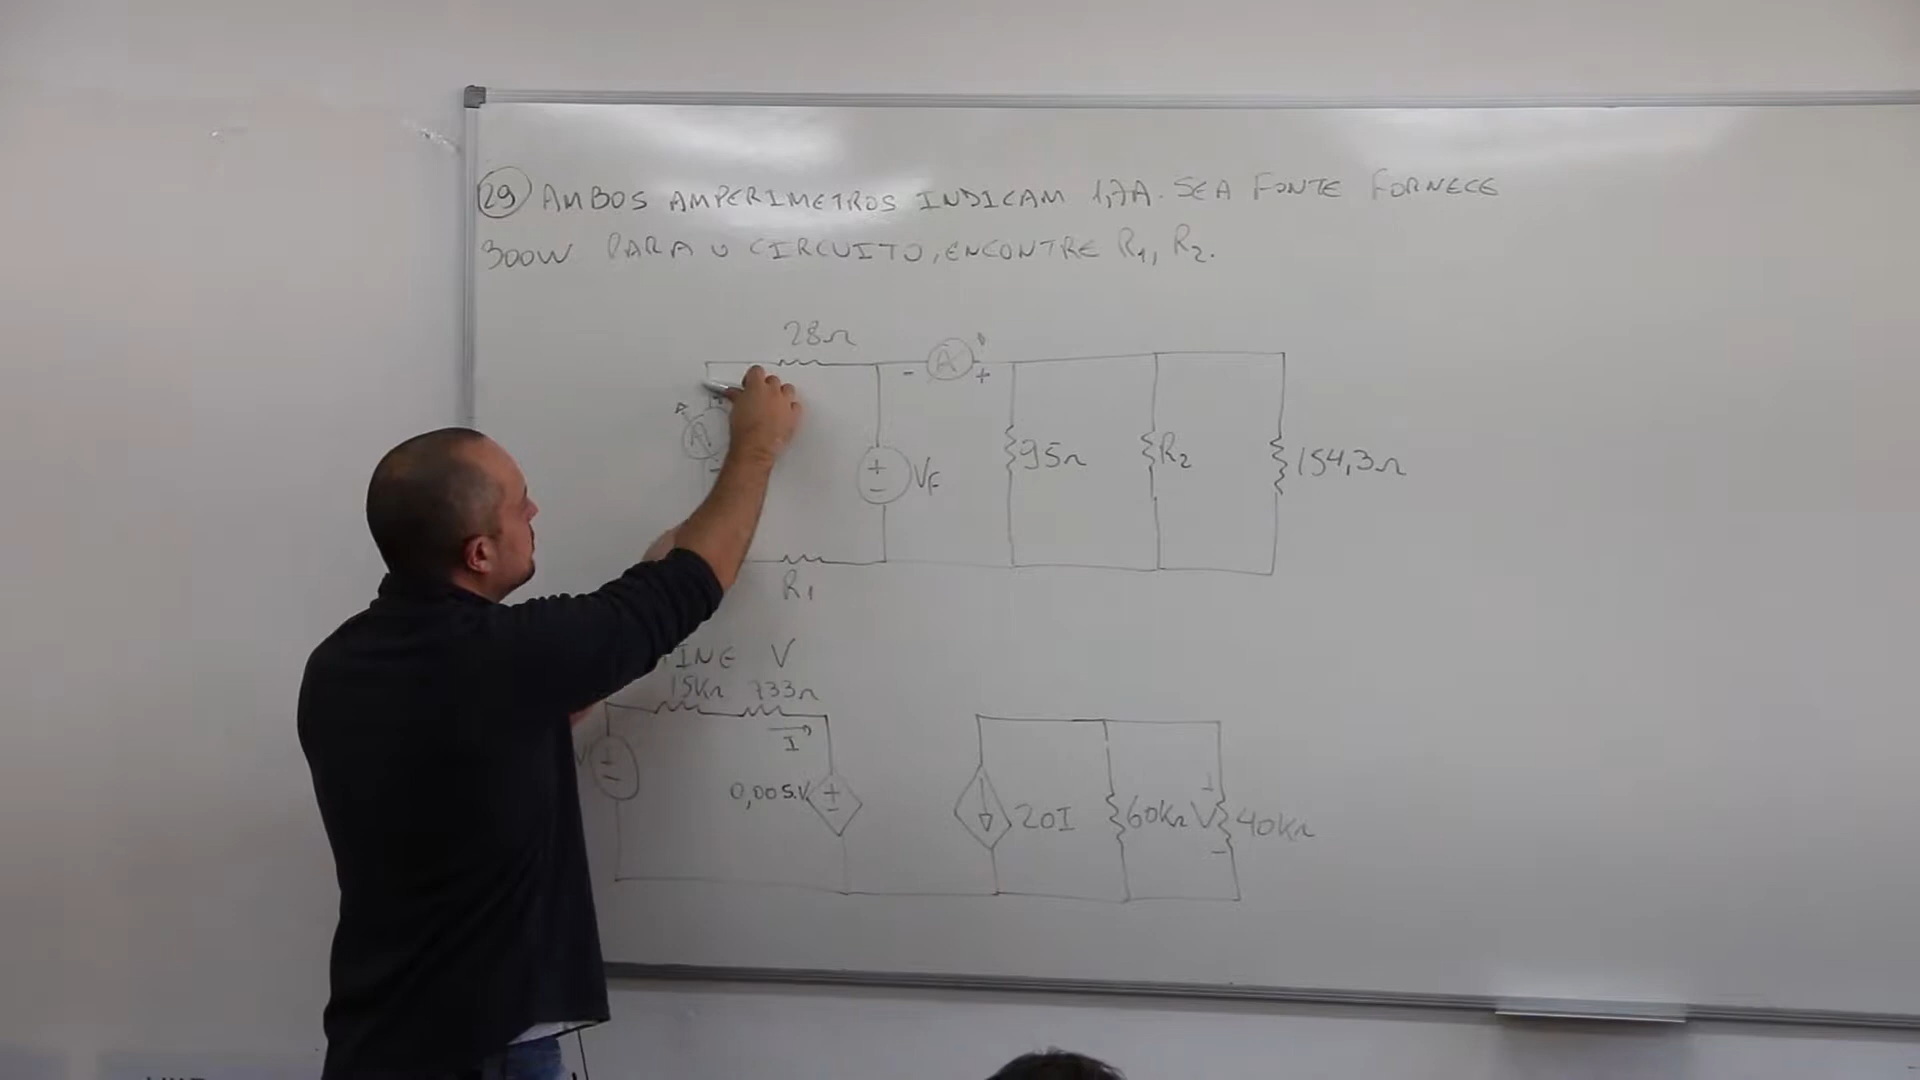 29 AMBOS AMPERIMETROS INDICAM 1,7A. SE A FONTE FORNECE
300W PARA O CIRCUITO, ENCONTRE R1, R2.
28Ω
A
- +
A
+
-
+
-
VF
95Ω
R2
154,3Ω
R1
V
15KΩ 733Ω
I
+
-
0,005.V
+
-
20I
60KΩ
+
V
-
40KΩ